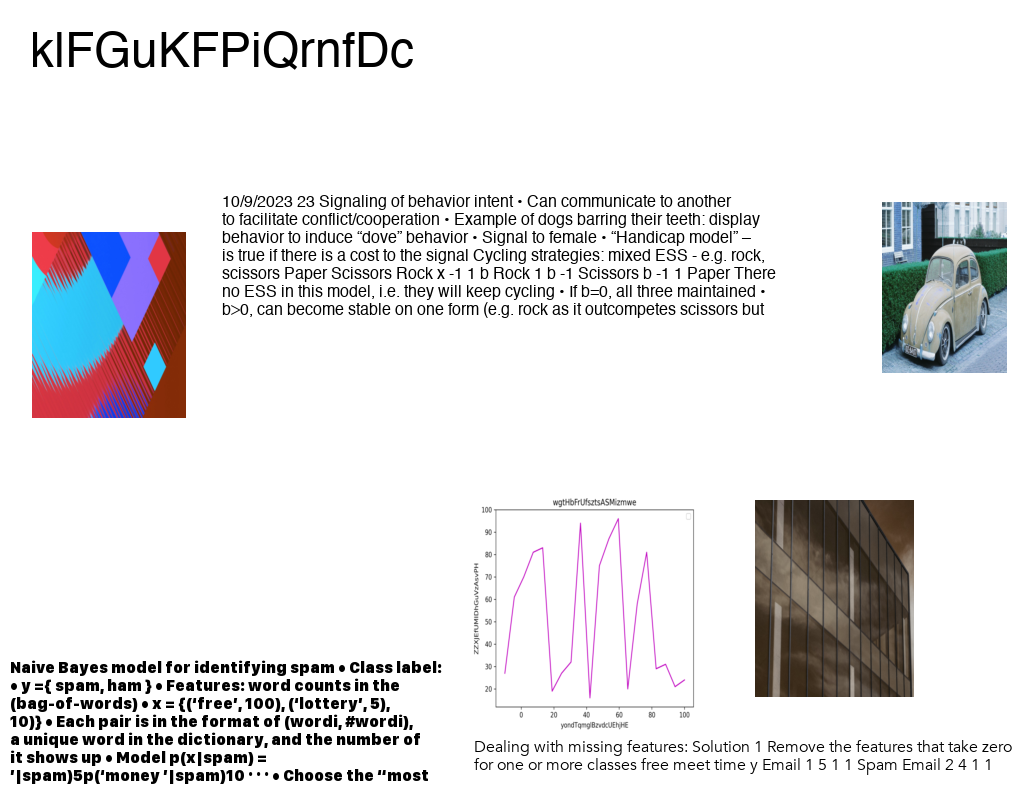 klFGuKFPiQrnfDc
10/9/2023 23 Signaling of behavior intent • Can communicate to another
to facilitate conflict/cooperation • Example of dogs barring their teeth: display
behavior to induce “dove” behavior • Signal to female • “Handicap model” –
is true if there is a cost to the signal Cycling strategies: mixed ESS - e.g. rock,
scissors Paper Scissors Rock x -1 1 b Rock 1 b -1 Scissors b -1 1 Paper There
no ESS in this model, i.e. they will keep cycling • If b=0, all three maintained •
b>0, can become stable on one form (e.g. rock as it outcompetes scissors but
wgtHbFrUfsztsASMizmwe
100
90
80
70
60
50
40
30
20
0 20 40 60 80 100
Naive Bayes model for identifying spam • Class label:
• y ={ spam, ham } • Features: word counts in the
(bag-of-words) • x = {(‘free’, 100), (‘lottery’, 5),
10)} • Each pair is in the format of (wordi, #wordi),
a unique word in the dictionary, and the number of
it shows up • Model p(x|spam) =
’|spam)5p(‘money ’|spam)10 · · · • Choose the “most
Dealing with missing features: Solution 1 Remove the features that take zero
for one or more classes free meet time y Email 1 5 1 1 Spam Email 2 4 1 1